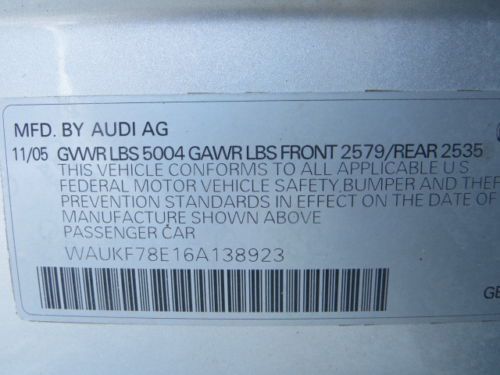 MFD. BY AUDI AG
11/05 GVWR LBS 5004 GAWR LBS FRONT 2579/REAR 2535
THIS VEHICLE CONFORMS TO ALL APPLICABLE U S
FEDERAL MOTOR VEHICLE SAFETY, BUMPER AND THEF
PREVENTION STANDARDS IN EFFECT ON THE DATE OF
MANUFACTURE SHOWN ABOVE
PASSENGER CAR
WAUKF78E16A138923
GE